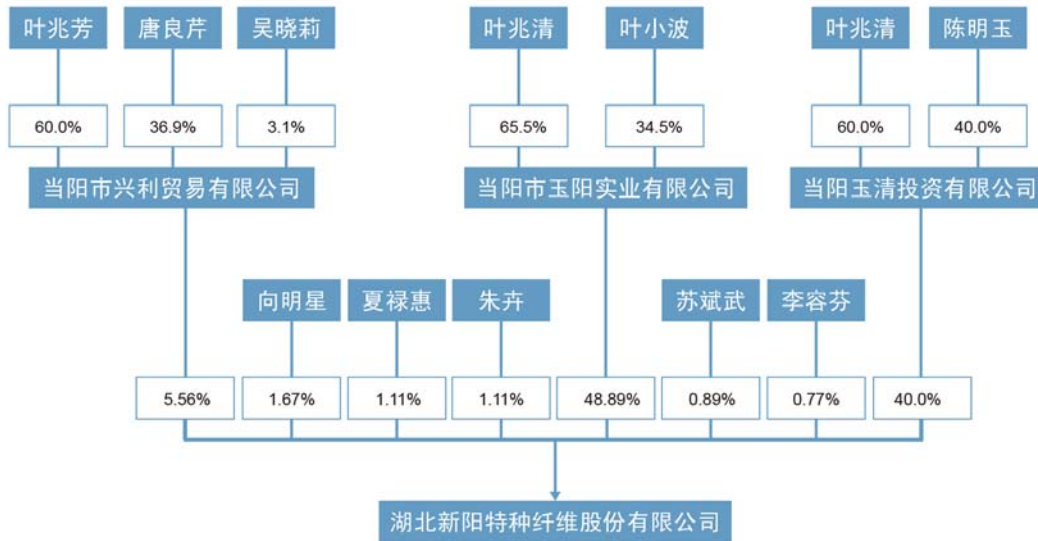 叶兆芳
唐良芹
吴晓莉
叶兆清
叶小波
叶兆清
陈明玉
60.0%
36.9%
3.1%
65.5%
34.5%
60.0%
40.0%
当阳市兴利贸易有限公司
当阳市玉阳实业有限公司
当阳玉清投资有限公司
向明星
夏禄惠
朱卉
苏斌武
李容芬
5.56%
1.67%
1.11%
1.11%
48.89%
0.89%
0.77%
40.0%
湖北新阳特种纤维股份有限公司